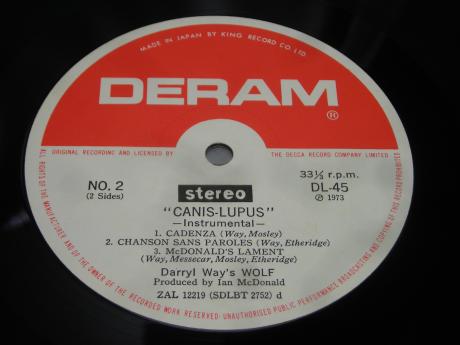 MADE IN JAPAN BY KING RECORD CO. LTD
DERAM®
ORIGINAL RECORDING AND LICENSED BY THE DECCA RECORD COMPANY LIMITED
NO. 2
(2 Sides)
stereo
33⅓ r.p.m.
DL-45
Ⓟ 1973
"CANIS-LUPUS"
—Instrumental—
1. CADENZA (Way, Mosley)
2. CHANSON SANS PAROLES (Way, Etheridge)
3. McDONALD'S LAMENT
(Way, Messecar, Mosley, Etheridge)
Darryl Way's WOLF
Produced by Ian McDonald
ZAL 12219 (SDLBT 2752) d
ALL RIGHTS OF THE MANUFACTURER AND OF THE OWNER OF THE RECORDED WORK RESERVED·UNAUTHORISED PUBLIC PERFORMANCE BROADCASTING AND COPYING OF THIS RECORD PROHIBITED